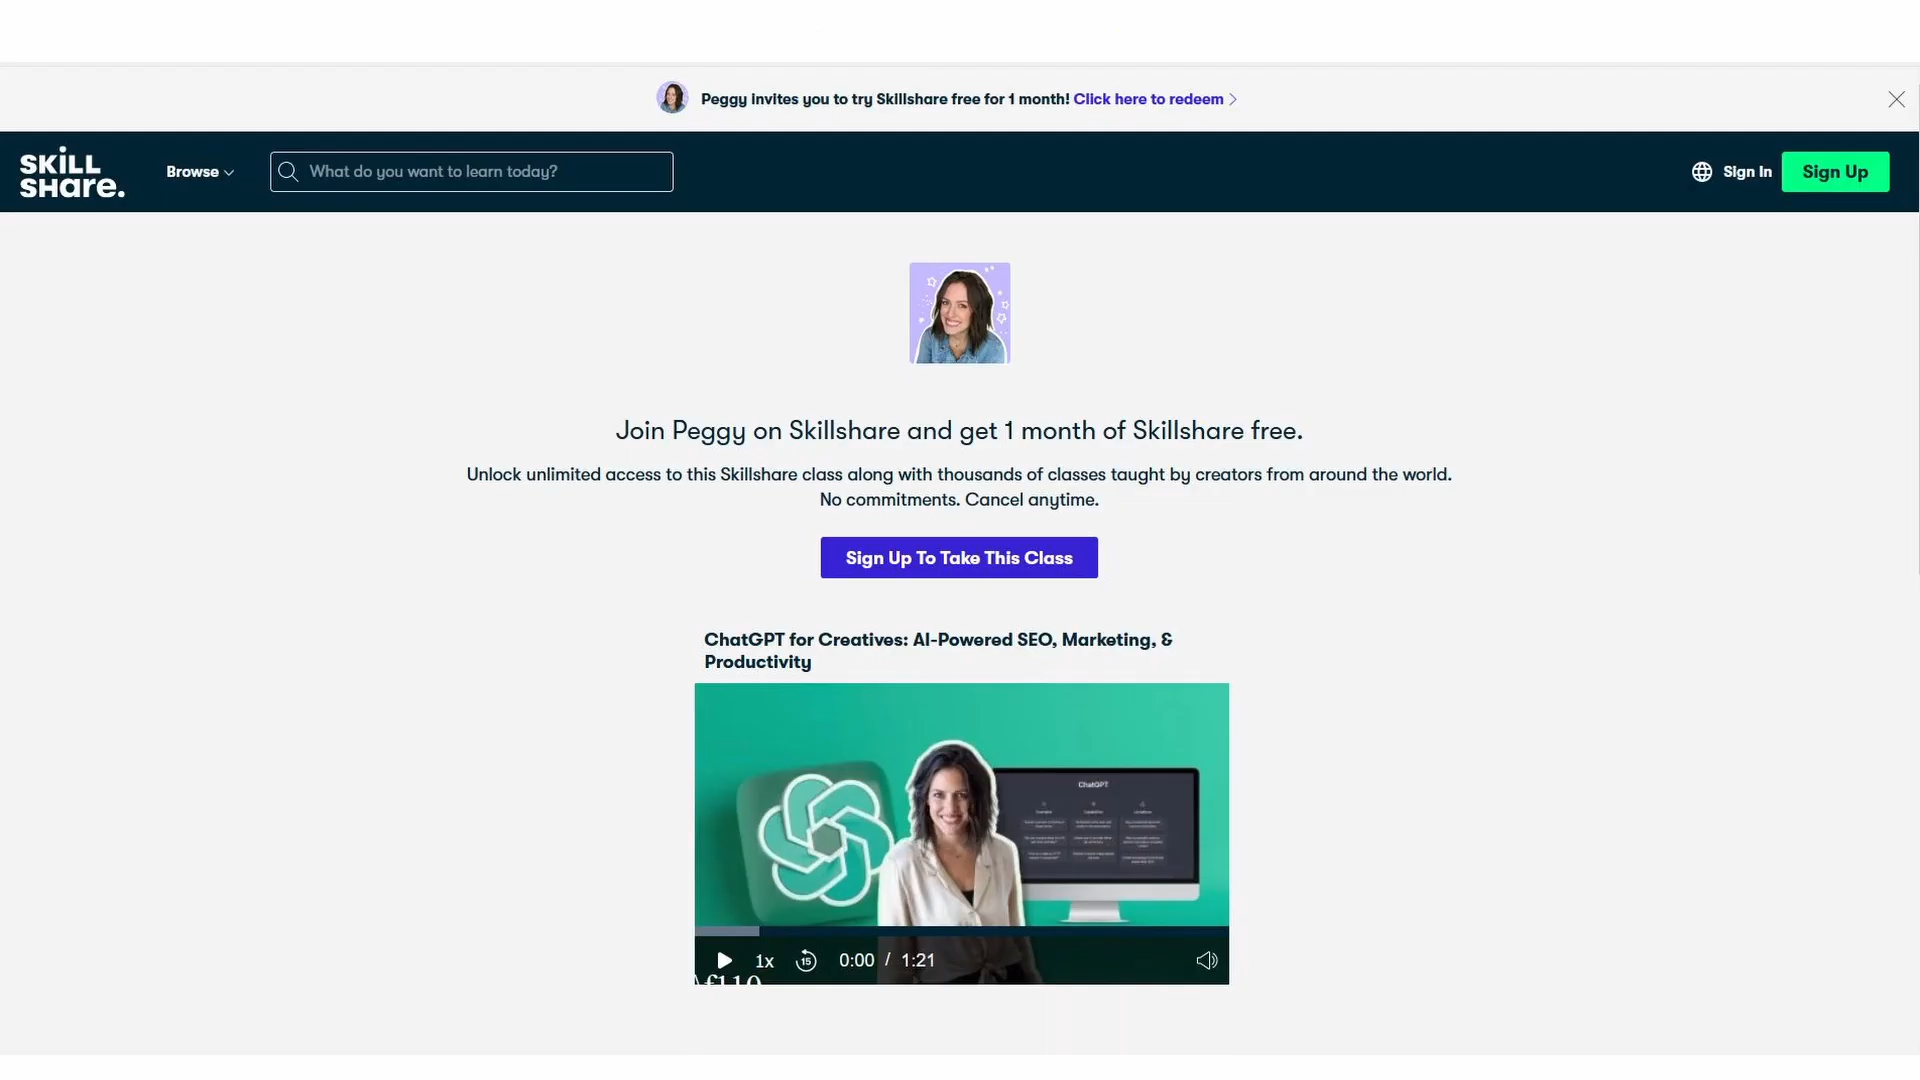 Peggy invites you to try Skillshare free for 1 month! Click here to redeem
SKILL
SHARE.
Browse
What do you want to learn today?
Sign In
Sign Up
Join Peggy on Skillshare and get 1 month of Skillshare free.
Unlock unlimited access to this Skillshare class along with thousands of classes taught by creators from around the world.
No commitments. Cancel anytime.
Sign Up To Take This Class
ChatGPT for Creatives: AI-Powered SEO, Marketing, &
Productivity
ChatGPT
1x
15
0:00 / 1:21